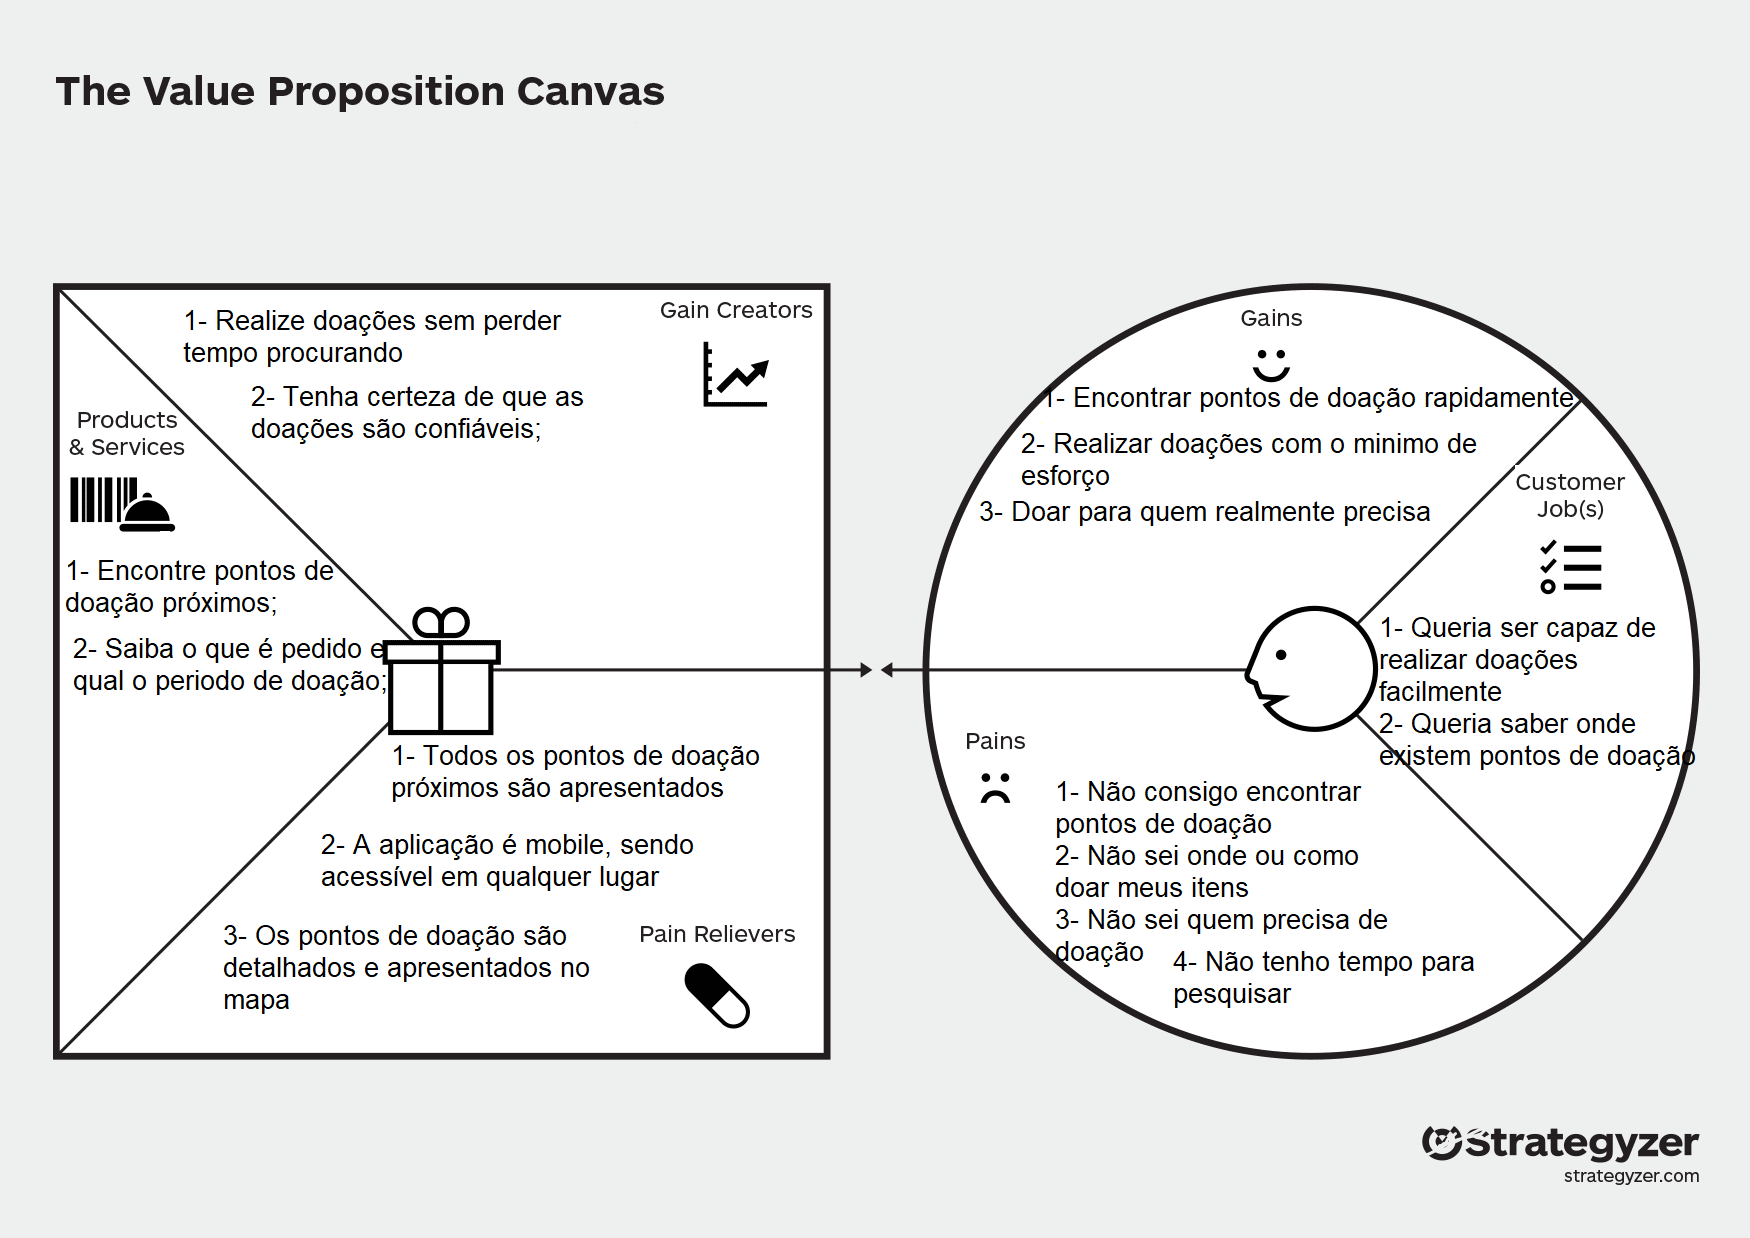 The Value Proposition Canvas
Gain Creators
1- Realize doações sem perder
tempo procurando
2- Tenha certeza de que as
doações são confiáveis;
Products
& Services
1- Encontre pontos de
doação próximos;
2- Saiba o que é pedido e
qual o periodo de doação;
1- Todos os pontos de doação
próximos são apresentados
2- A aplicação é mobile, sendo
acessível em qualquer lugar
3- Os pontos de doação são
detalhados e apresentados no
mapa
Pain Relievers
Gains
1- Encontrar pontos de doação rapidamente
2- Realizar doações com o minimo de
esforço
3- Doar para quem realmente precisa
Customer
Job(s)
1- Queria ser capaz de
realizar doações
facilmente
2- Queria saber onde
existem pontos de doação
Pains
1- Não consigo encontrar
pontos de doação
2- Não sei onde ou como
doar meus itens
3- Não sei quem precisa de
doação
4- Não tenho tempo para
pesquisar
Strategyzer
strategyzer.com